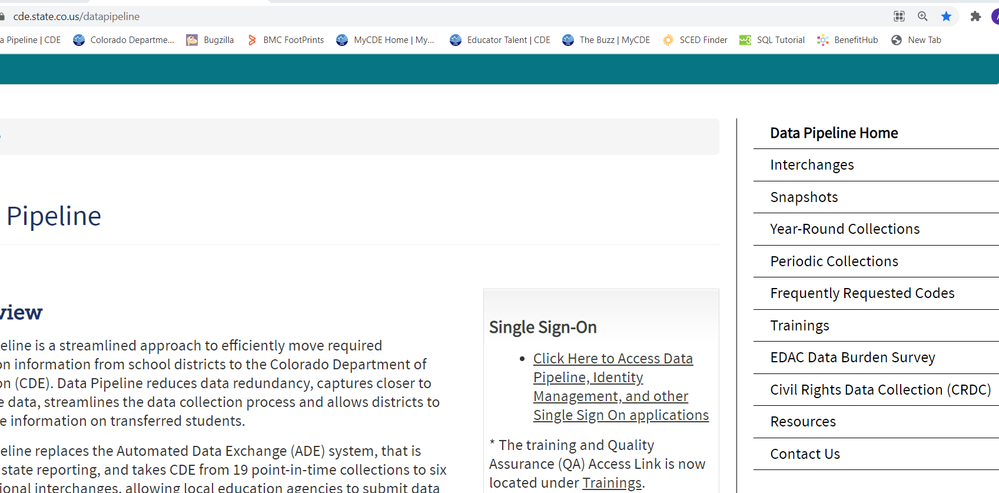 cde.state.co.us/datapipeline
a Pipeline | CDE Colorado Departme... Bugzilla BMC FootPrints MyCDE Home | My... Educator Talent | CDE The Buzz | MyCDE SCED Finder w3 SQL Tutorial BenefitHub New Tab
Pipeline
view
eline is a streamlined approach to efficiently move required
on information from school districts to the Colorado Department of
on (CDE). Data Pipeline reduces data redundancy, captures closer to
e data, streamlines the data collection process and allows districts to
e information on transferred students.
eline replaces the Automated Data Exchange (ADE) system, that is
state reporting, and takes CDE from 19 point-in-time collections to six
ional interchanges, allowing local education agencies to submit data
Single Sign-On
• Click Here to Access Data
Pipeline, Identity
Management, and other
Single Sign On applications
* The training and Quality
Assurance (QA) Access Link is now
located under Trainings.
Data Pipeline Home
Interchanges
Snapshots
Year-Round Collections
Periodic Collections
Frequently Requested Codes
Trainings
EDAC Data Burden Survey
Civil Rights Data Collection (CRDC)
Resources
Contact Us